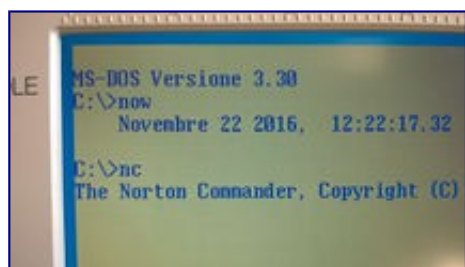 LE
MS-DOS Versione 3.30
C:\>now
Novembre 22 2016, 12:22:17.32
C:\>nc
The Norton Commander, Copyright (C)